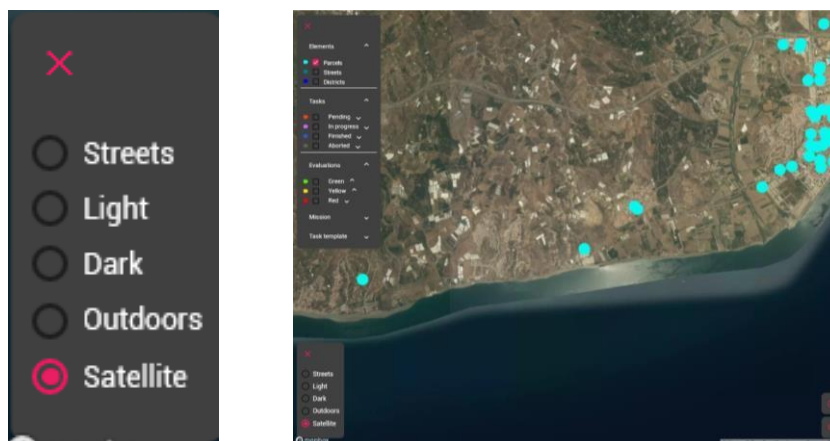 Streets
Light
Dark
Outdoors
Satellite
Elements
Parcels
Streets
Districts
Tasks
Pending
In progress
Finished
Aborted
Evaluations
Green
Yellow
Red
Mission
Task template
Streets
Light
Dark
Outdoors
Satellite